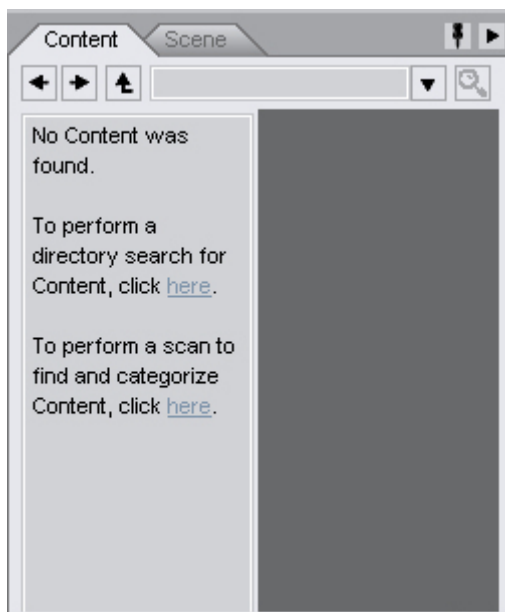 Content Scene
No Content was
found.
To perform a
directory search for
Content, click here.
To perform a scan to
find and categorize
Content, click here.